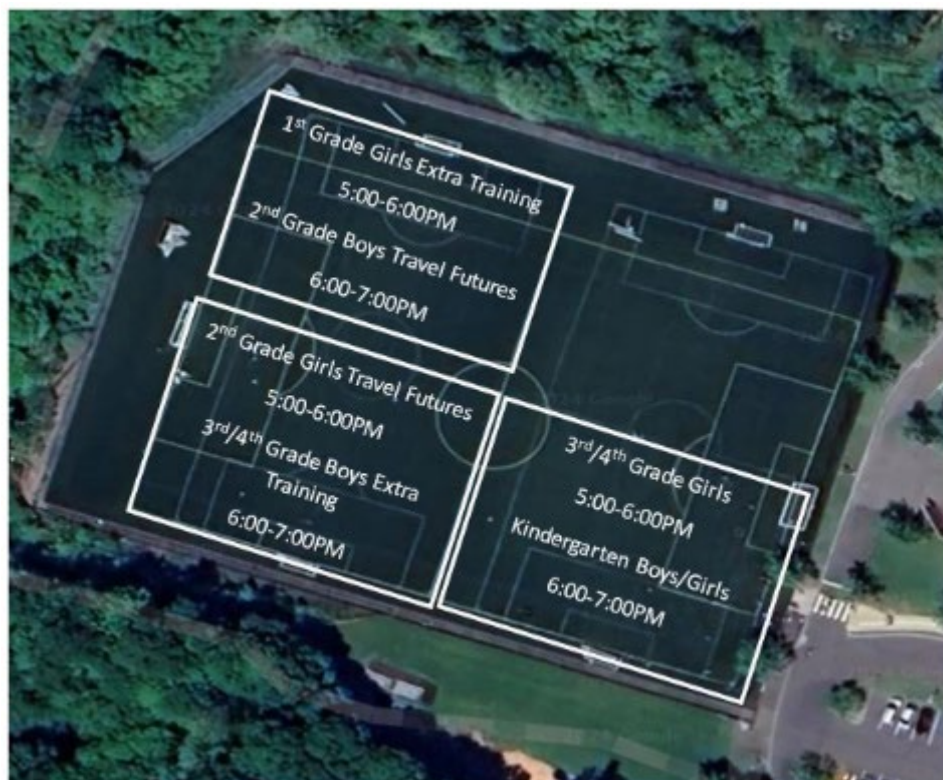 1st Grade Girls Extra Training
5:00-6:00PM
2nd Grade Boys Travel Futures
6:00-7:00PM
2nd Grade Girls Travel Futures
5:00-6:00PM
3rd/4th Grade Boys Extra
Training
6:00-7:00PM
3rd/4th Grade Girls
5:00-6:00PM
Kindergarten Boys/Girls
6:00-7:00PM